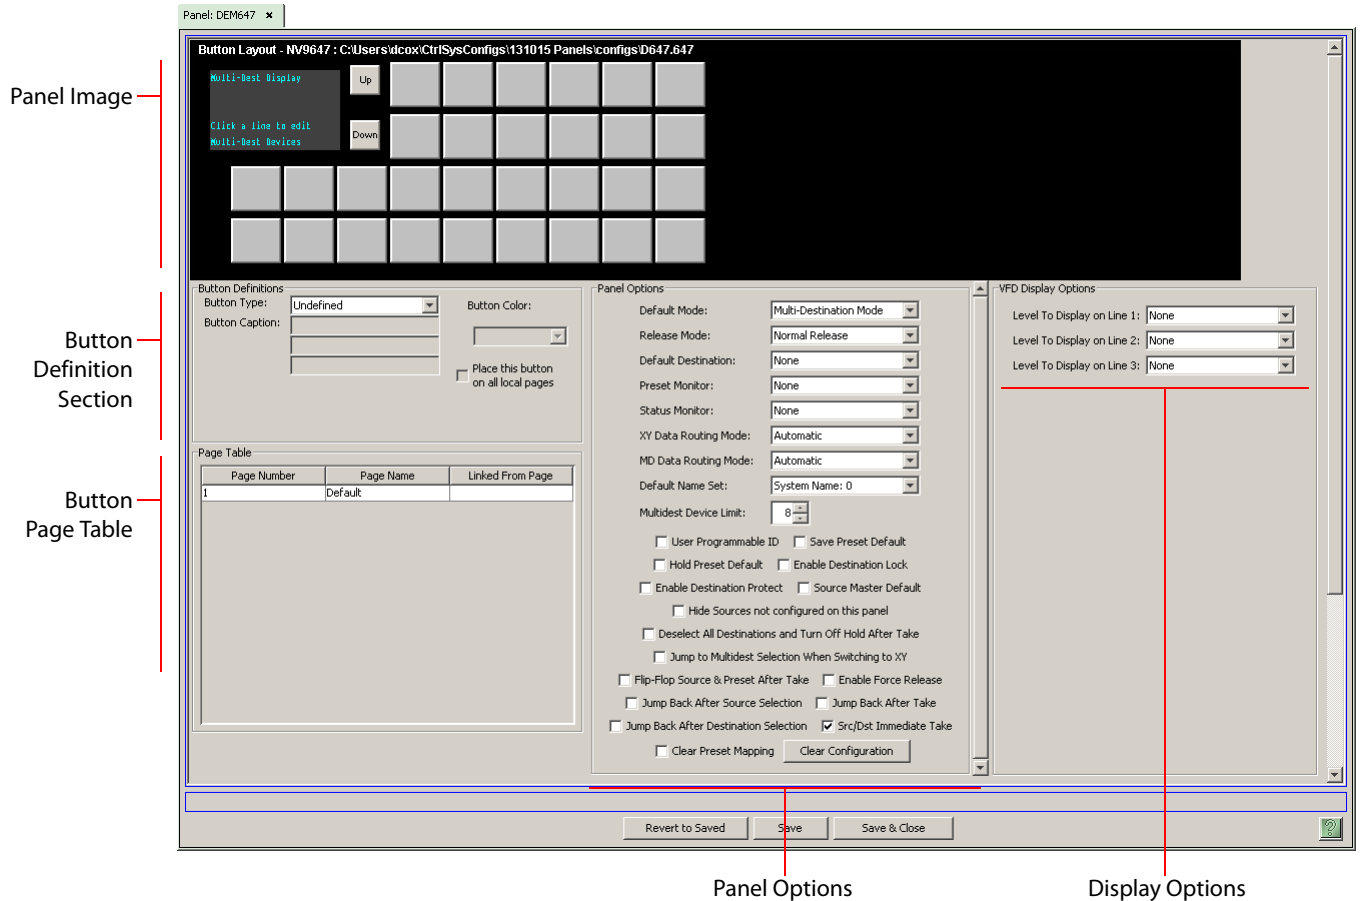 Panel: DEM647 ×
Button Layout - NV9647 : C:\Users\dcox\CtrlSysConfigs\131015 Panels\configs\D647.647
Multi-Dest Display
Click a line to edit
Multi-Dest Devices
Up
Down
Panel Image
Button Definitions
Button Type: Undefined
Button Color:
Button Caption:
Place this button
on all local pages
Button
Definition
Section
Page Table
Page Number Page Name Linked From Page
1 Default
Button
Page Table
Panel Options
Default Mode: Multi-Destination Mode
Release Mode: Normal Release
Default Destination: None
Preset Monitor: None
Status Monitor: None
XY Data Routing Mode: Automatic
MD Data Routing Mode: Automatic
Default Name Set: System Name: 0
Multidest Device Limit: 8
User Programmable ID Save Preset Default
Hold Preset Default Enable Destination Lock
Enable Destination Protect Source Master Default
Hide Sources not configured on this panel
Deselect All Destinations and Turn Off Hold After Take
Jump to Multidest Selection When Switching to XY
Flip-Flop Source & Preset After Take Enable Force Release
Jump Back After Source Selection Jump Back After Take
Jump Back After Destination Selection Src/Dst Immediate Take
Clear Preset Mapping Clear Configuration
VFD Display Options
Level To Display on Line 1: None
Level To Display on Line 2: None
Level To Display on Line 3: None
Revert to Saved Save Save & Close
?
Panel Options
Display Options